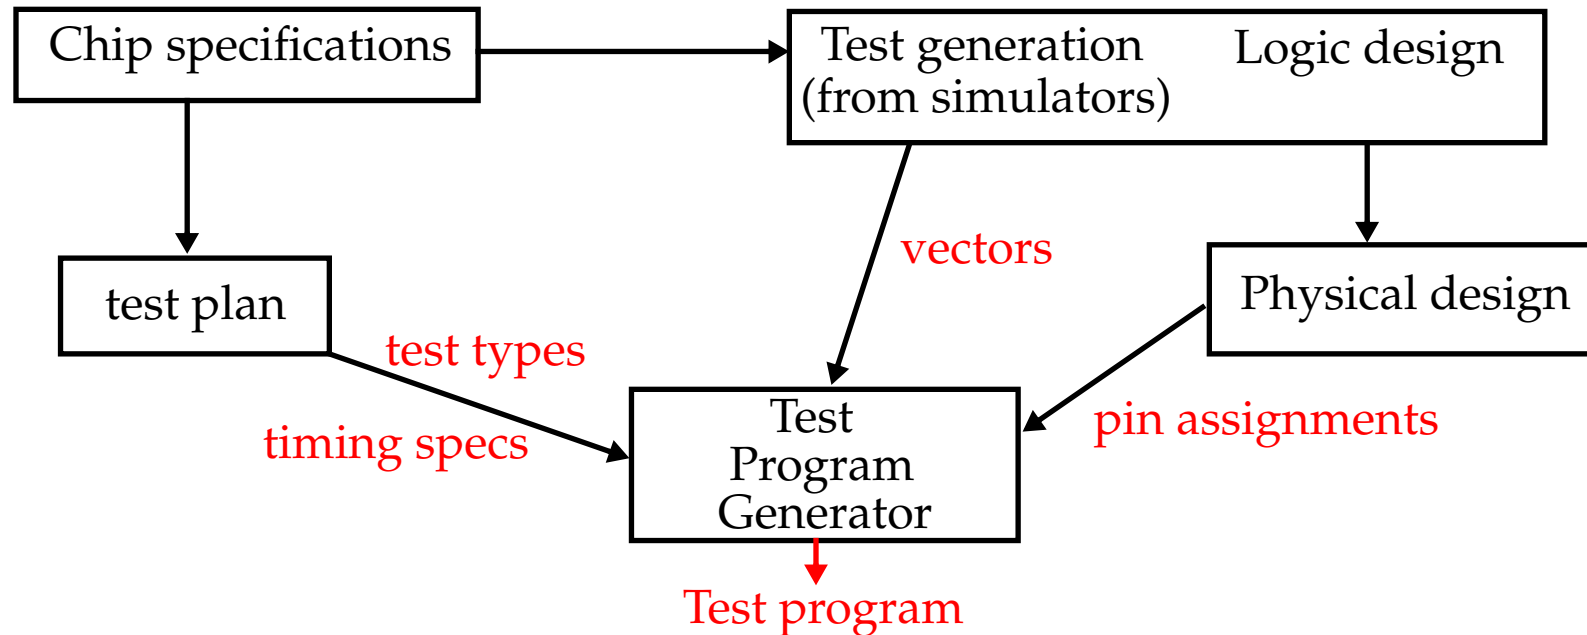 Chip specifications
Test generation
(from simulators)
Logic design
vectors
test plan
Physical design
test types
timing specs
pin assignments
Test
Program
Generator
Test program